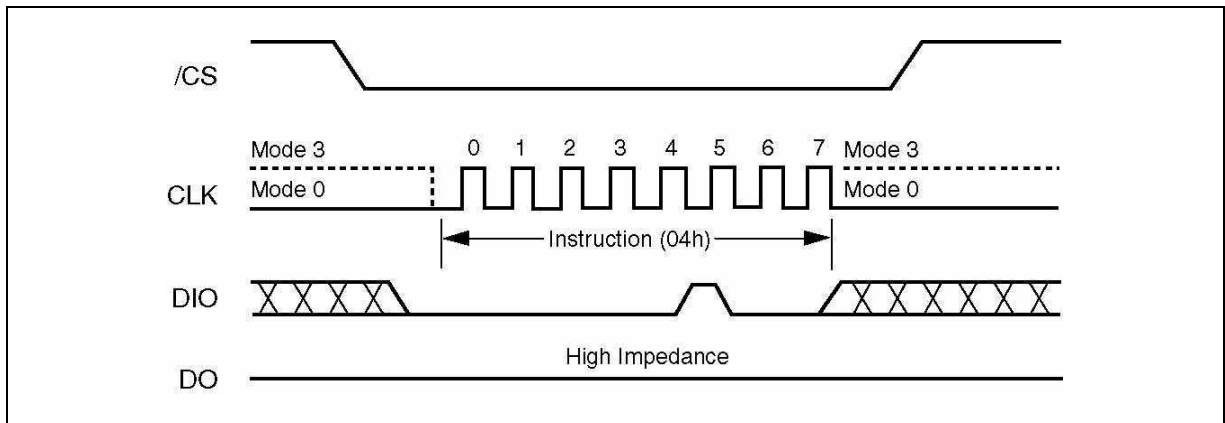 /CS
Mode 3 0 1 2 3 4 5 6 7 Mode 3
CLK Mode 0 Mode 0
Instruction (04h)
DIO
High Impedance
DO